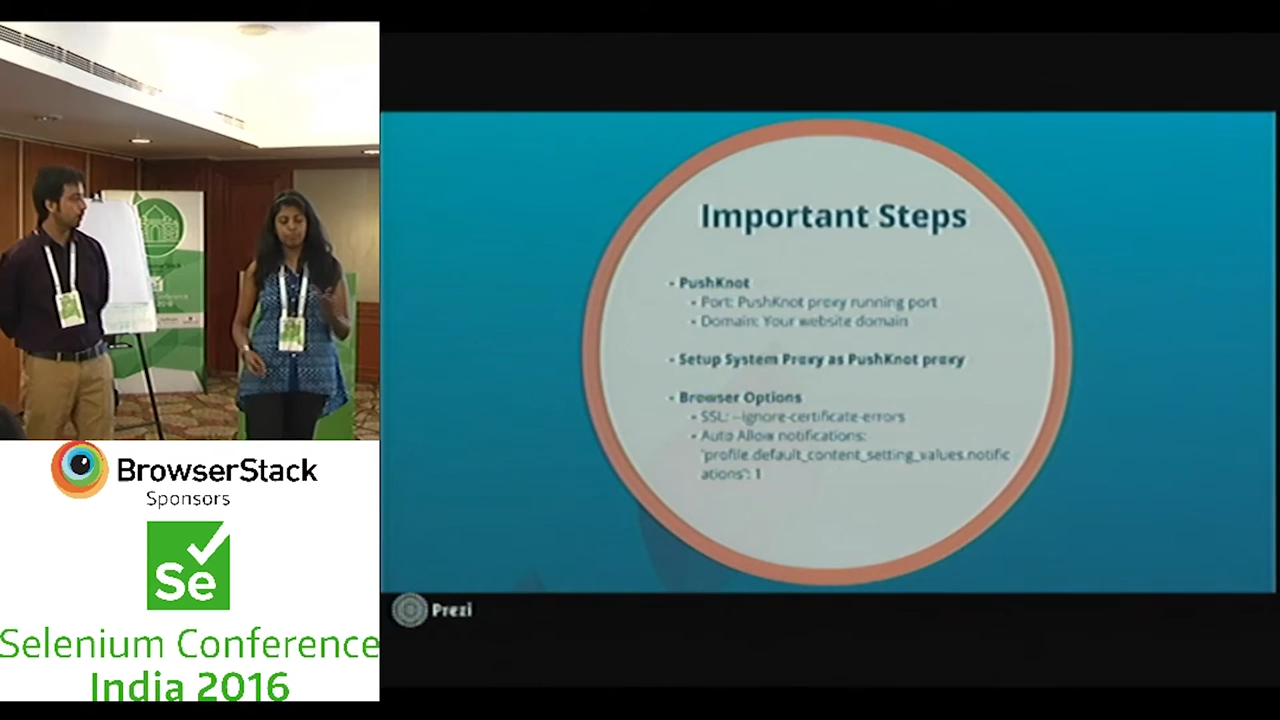 Important Steps
- PushKnot
- Port: PushKnot proxy running port
- Domain: Your website domain
- Setup System Proxy as PushKnot proxy
- Browser Options
- SSL: --ignore-certificate-errors
- Auto Allow notifications:
"profile.default_content_setting_values.notific
ations": 1
Prezi
BrowserStack
Sponsors
Se
Selenium Conference
India 2016